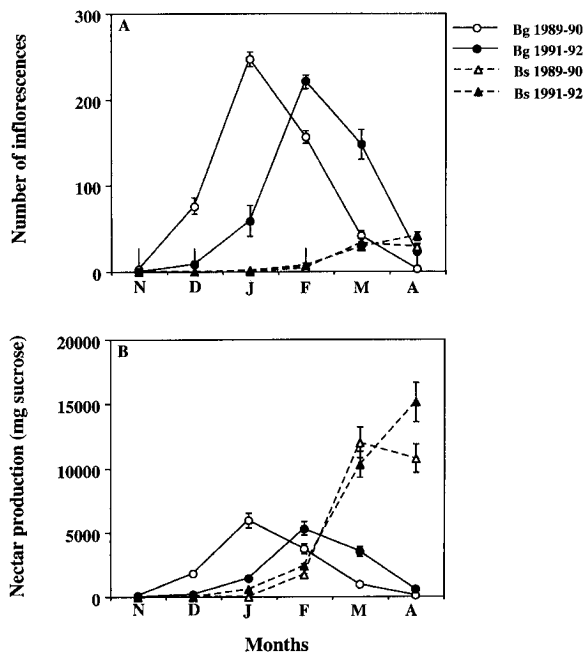 A
Number of inflorescences
300
200
100
0
N D J F M A
Bg 1989-90
Bg 1991-92
Bs 1989-90
Bs 1991-92
B
Nectar production (mg sucrose)
20000
15000
10000
5000
0
N D J F M A
Months